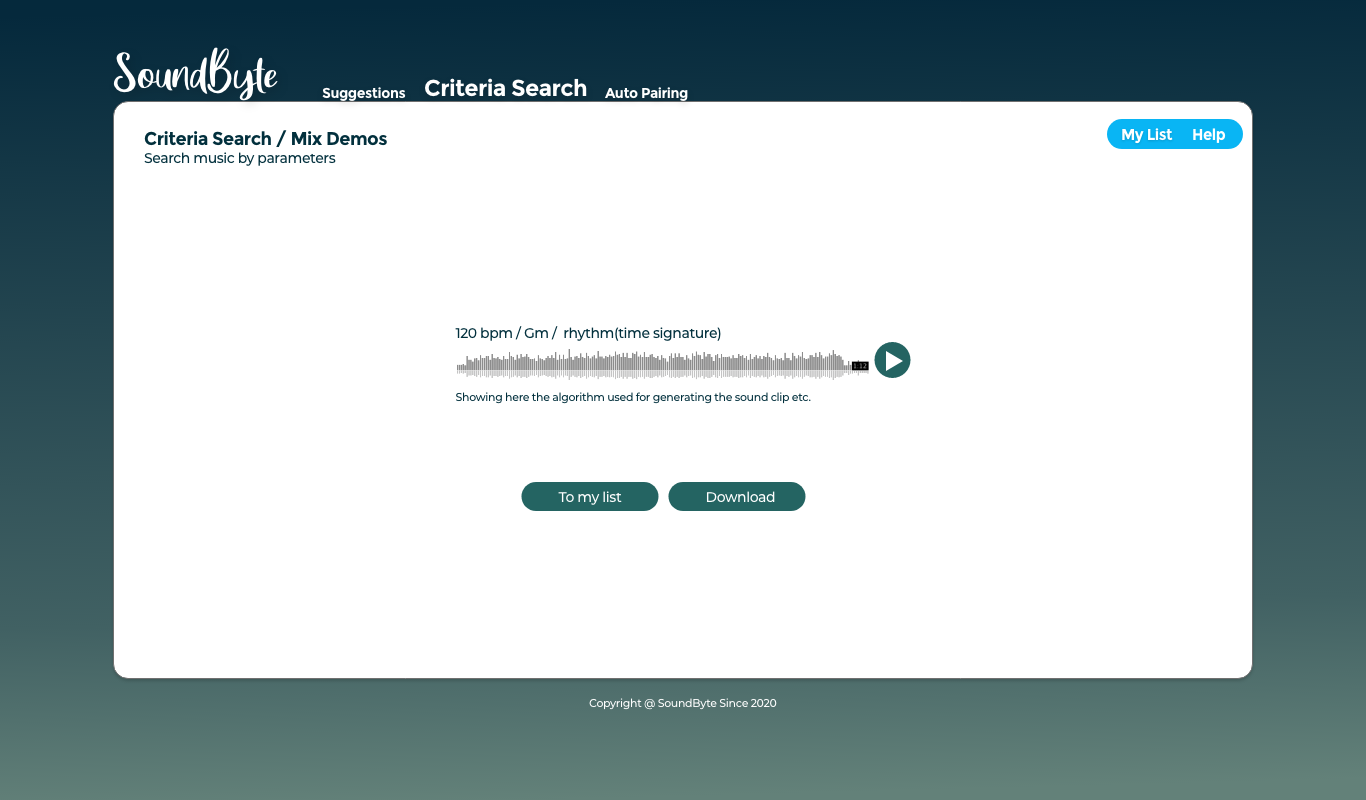 SoundByte
Suggestions Criteria Search Auto Pairing
Criteria Search / Mix Demos
Search music by parameters
My List Help
120 bpm / Gm / rhythm(time signature)
1:12
Showing here the algorithm used for generating the sound clip etc.
To my list Download
Copyright @ SoundByte Since 2020